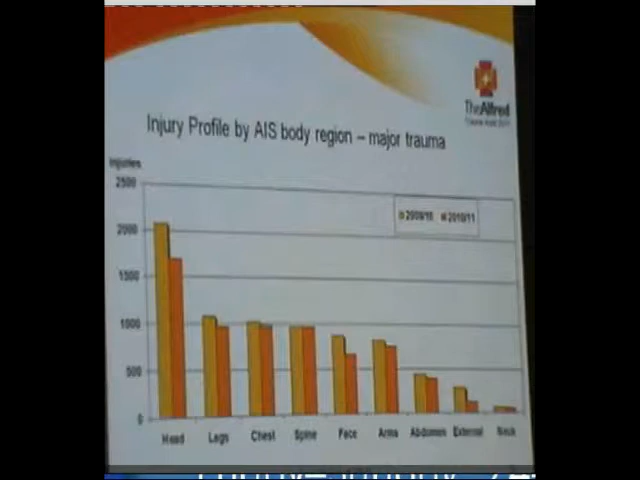 TheAlfred
Injury Profile by AIS body region – major trauma
Injuries
2500
2000
1500
1000
500
0
2009/10 2010/11
Head Legs Chest Spine Face Arms Abdomen External Neck